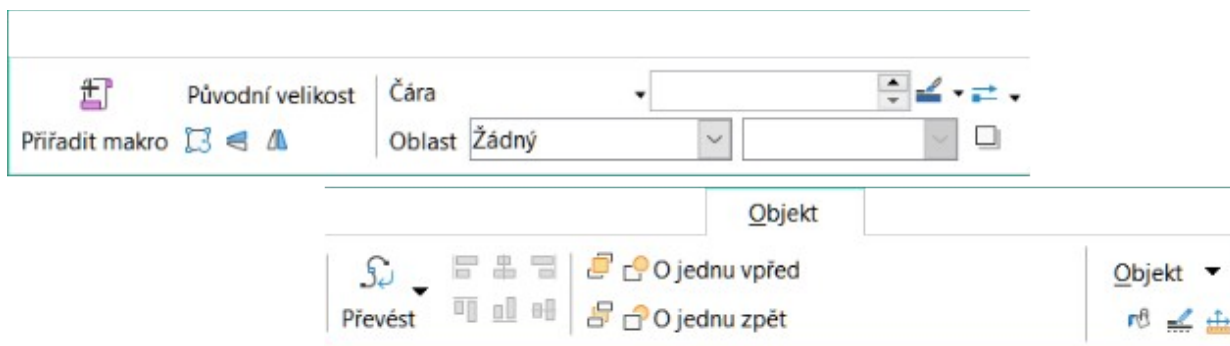 Původní velikost Čára
Přiřadit makro Oblast Žádný
Objekt
O jednu vpřed Objekt
Převést O jednu zpět